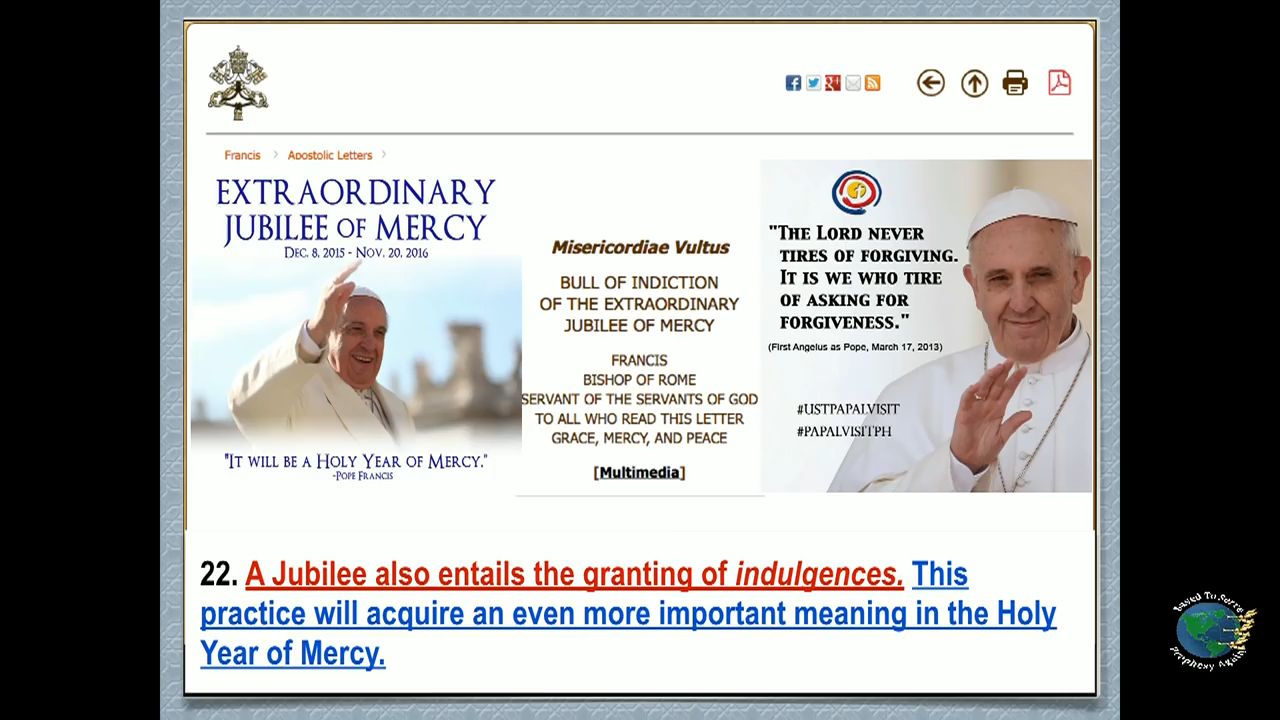 Francis > Apostolic Letters >
EXTRAORDINARY
JUBILEE OF MERCY
DEC. 8, 2015 - NOV. 20, 2016
"IT WILL BE A HOLY YEAR OF MERCY."
-POPE FRANCIS
Misericordiae Vultus
BULL OF INDICTION
OF THE EXTRAORDINARY
JUBILEE OF MERCY
FRANCIS
BISHOP OF ROME
SERVANT OF THE SERVANTS OF GOD
TO ALL WHO READ THIS LETTER
GRACE, MERCY, AND PEACE
[Multimedia]
"THE LORD NEVER
TIRES OF FORGIVING.
IT IS WE WHO TIRE
OF ASKING FOR
FORGIVENESS."
(First Angelus as Pope, March 17, 2013)
#USTPAPALVISIT
#PAPALVISITPH
22. A Jubilee also entails the granting of indulgences. This
practice will acquire an even more important meaning in the Holy
Year of Mercy.
Prophesy Again